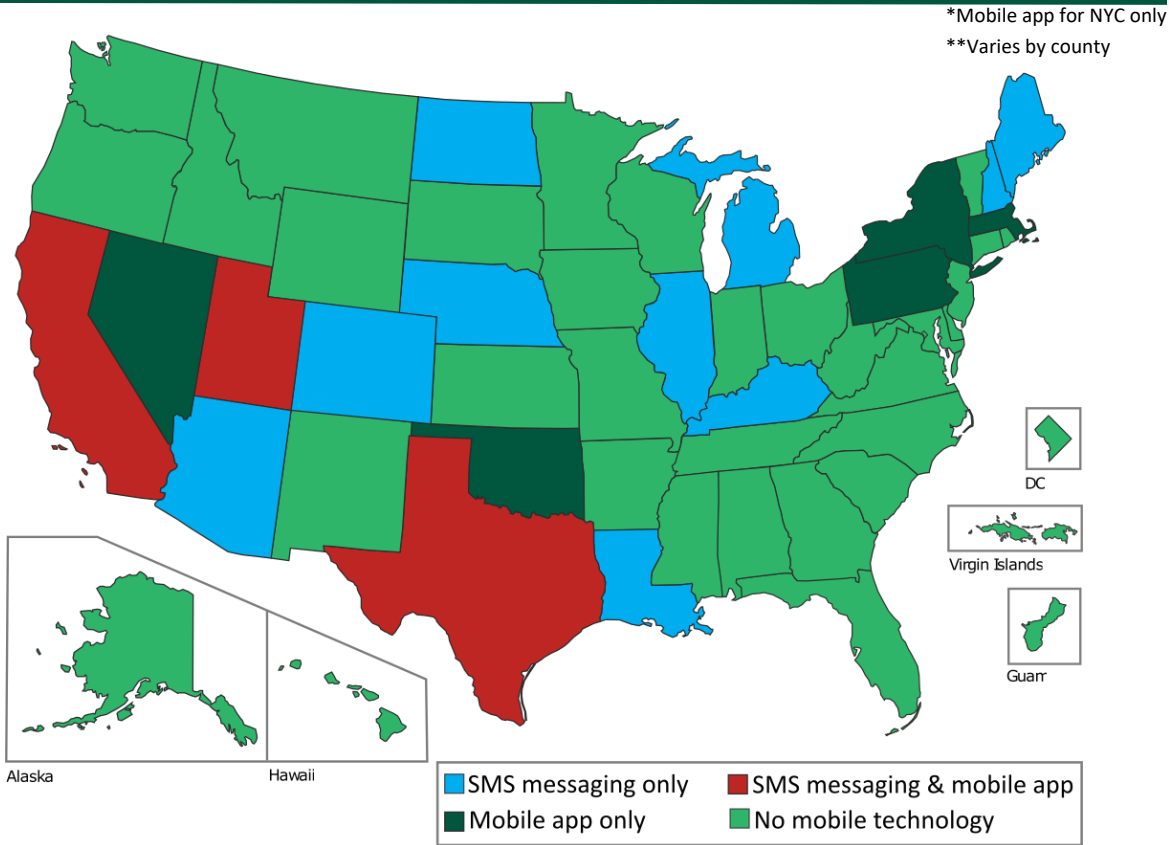 *Mobile app for NYC only
**Varies by county
DC
Virgin Islands
Guam
Alaska
Hawaii
SMS messaging only
SMS messaging & mobile app
Mobile app only
No mobile technology